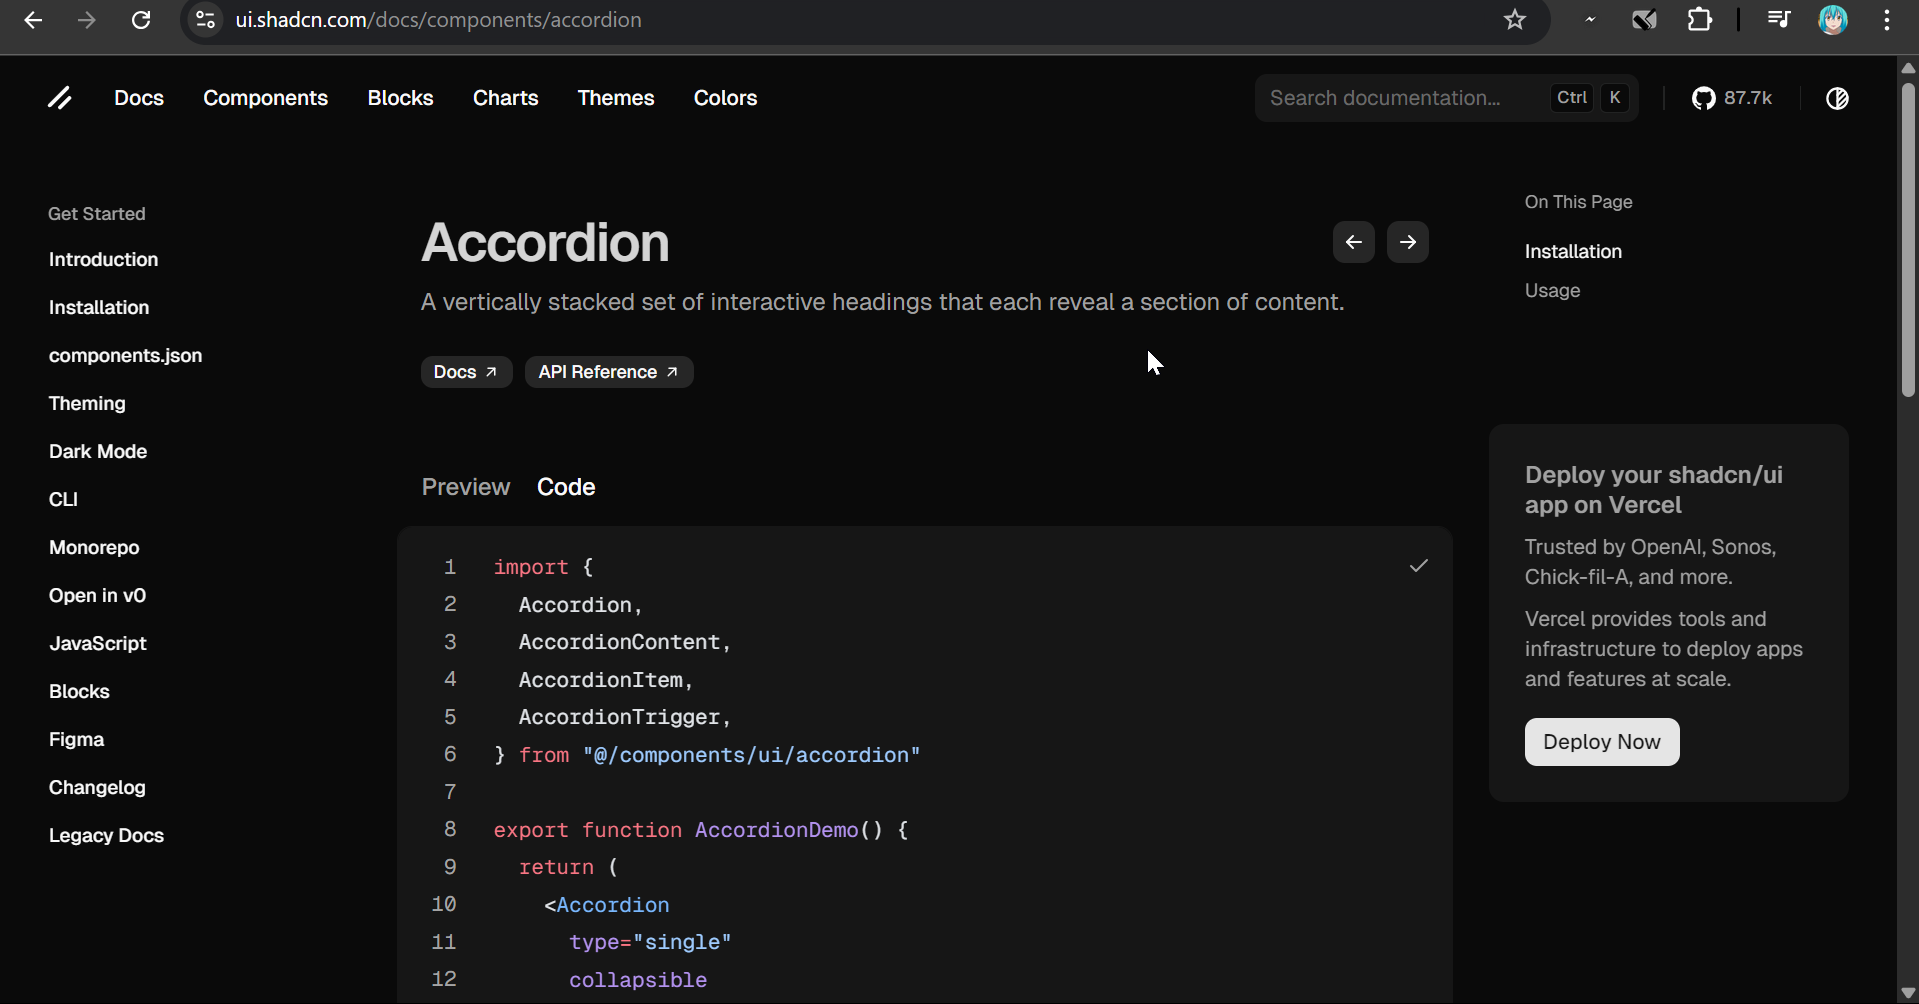 ui.shadcn.com/docs/components/accordion
Docs Components Blocks Charts Themes Colors
Search documentation... Ctrl K
87.7k
Get Started
Introduction
Installation
components.json
Theming
Dark Mode
CLI
Monorepo
Open in v0
JavaScript
Blocks
Figma
Changelog
Legacy Docs
Accordion
A vertically stacked set of interactive headings that each reveal a section of content.
Docs ↗ API Reference ↗
Preview Code
1 import {
2 Accordion,
3 AccordionContent,
4 AccordionItem,
5 AccordionTrigger,
6 } from "@/components/ui/accordion"
7
8 export function AccordionDemo() {
9 return (
10 <Accordion
11 type="single"
12 collapsible
On This Page
Installation
Usage
Deploy your shadcn/ui
app on Vercel
Trusted by OpenAI, Sonos,
Chick-fil-A, and more.
Vercel provides tools and
infrastructure to deploy apps
and features at scale.
Deploy Now